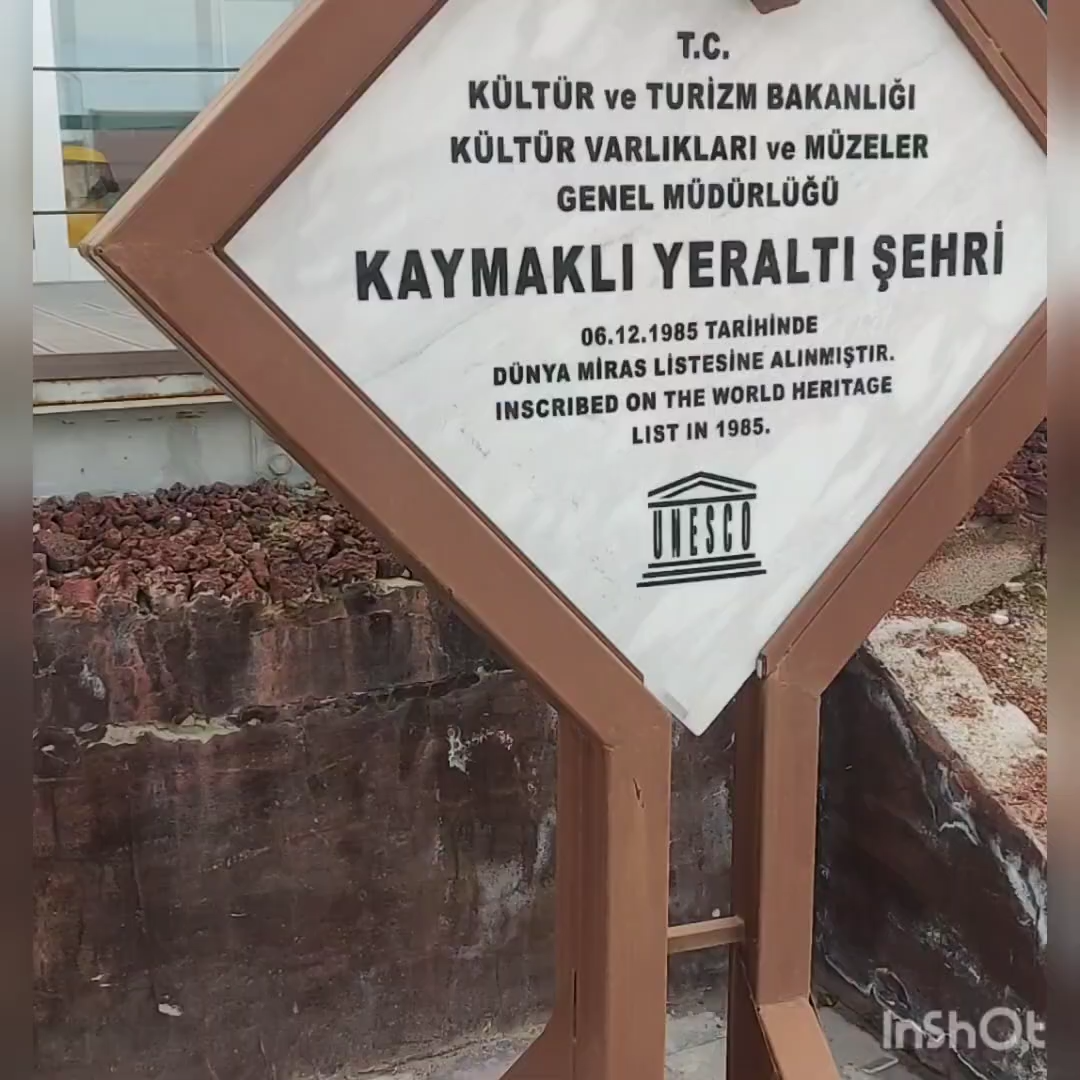 T.C.
KÜLTÜR ve TURİZM BAKANLIĞI
KÜLTÜR VARLIKLARI ve MÜZELER
GENEL MÜDÜRLÜĞÜ
KAYMAKLI YERALTI ŞEHRİ
06.12.1985 TARİHİNDE
DÜNYA MİRAS LİSTESİNE ALINMIŞTIR.
INSCRIBED ON THE WORLD HERITAGE
LIST IN 1985.
UNESCO
InShOt